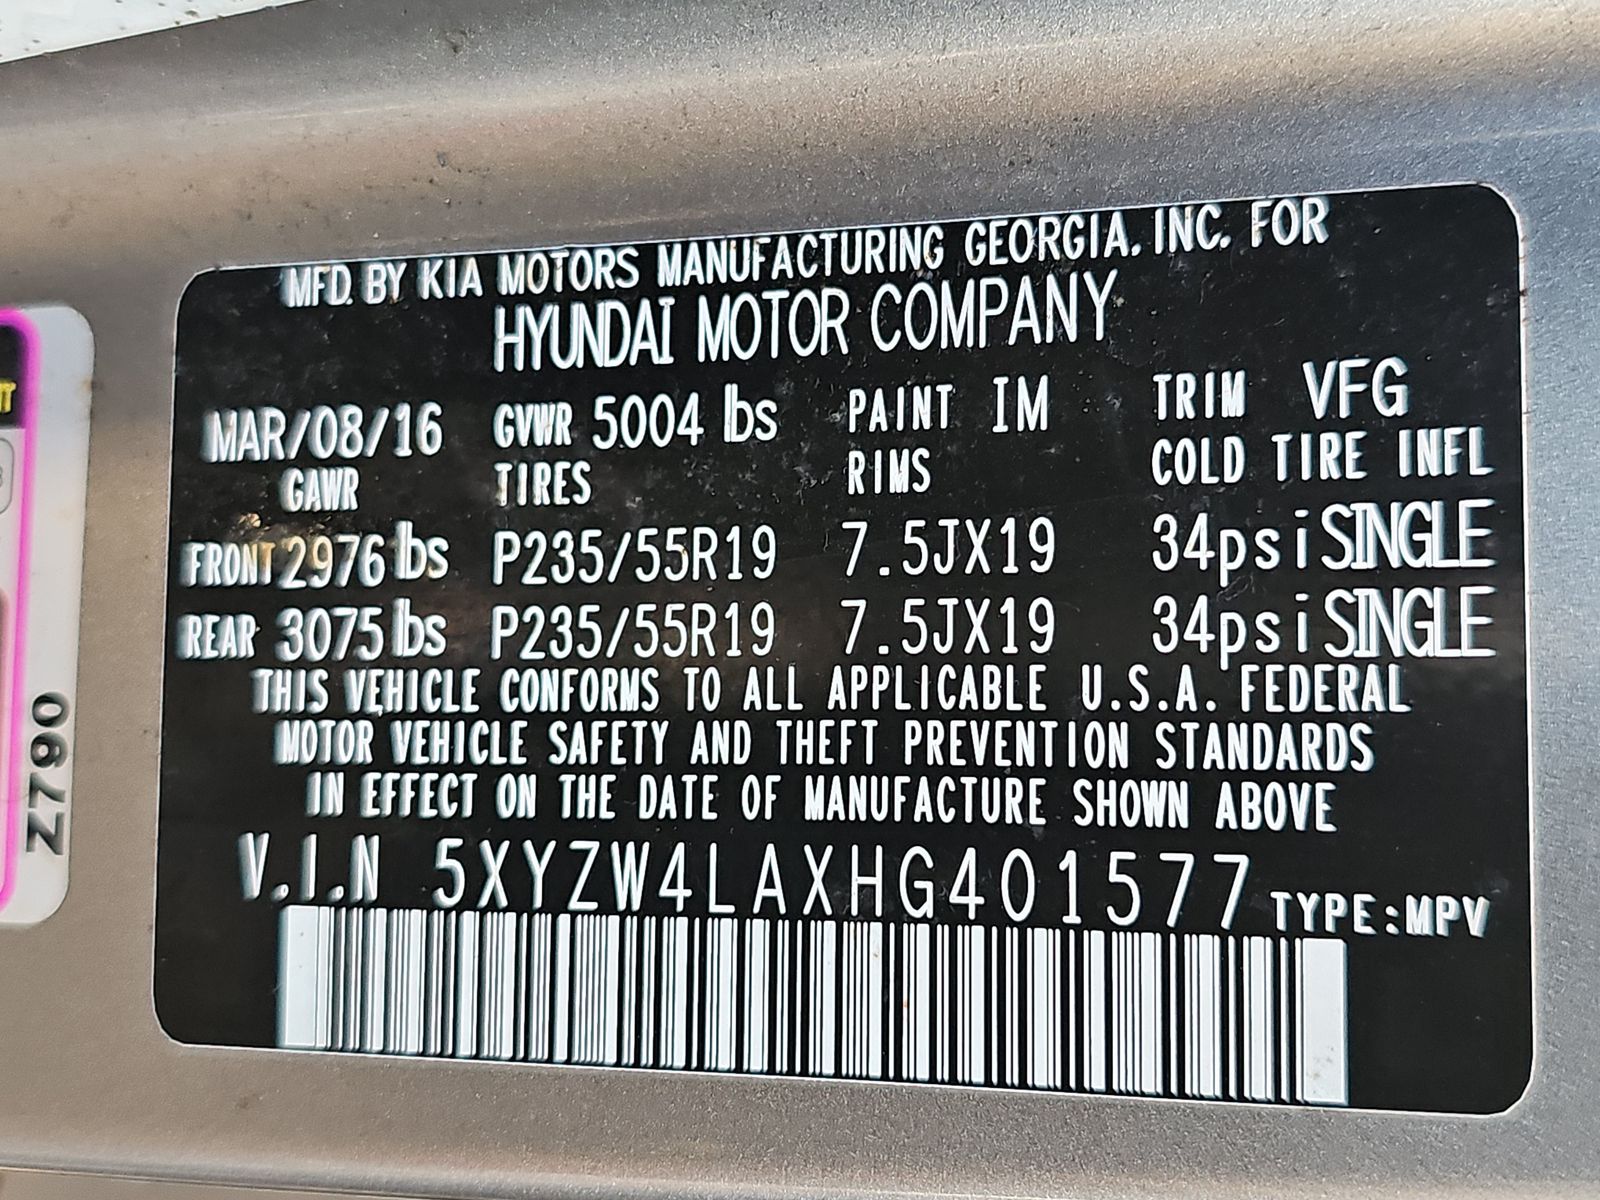 MFD. BY KIA MOTORS MANUFACTURING GEORGIA, INC. FOR
HYUNDAI MOTOR COMPANY
MAR/08/16 GVWR 5004 lbs PAINT IM TRIM VFG
GAWR TIRES RIMS COLD TIRE INFL
FRONT 2976 lbs P235/55R19 7.5JX19 34psi SINGLE
REAR 3075 lbs P235/55R19 7.5JX19 34psi SINGLE
THIS VEHICLE CONFORMS TO ALL APPLICABLE U.S.A. FEDERAL
MOTOR VEHICLE SAFETY AND THEFT PREVENTION STANDARDS
IN EFFECT ON THE DATE OF MANUFACTURE SHOWN ABOVE
V.I.N 5XYZW4LAXHG401577 TYPE:MPV
Z790